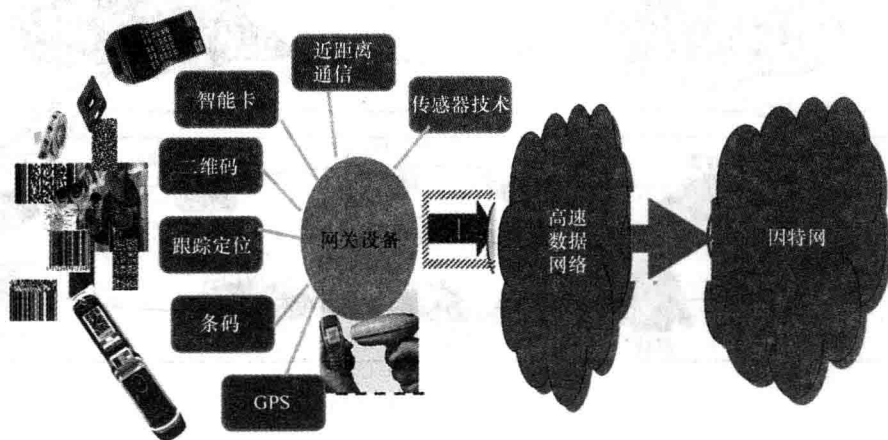 近距离
通信
智能卡
传感器技术
二维码
跟踪定位
网关设备
条码
GPS
高速
数据
网络
因特网